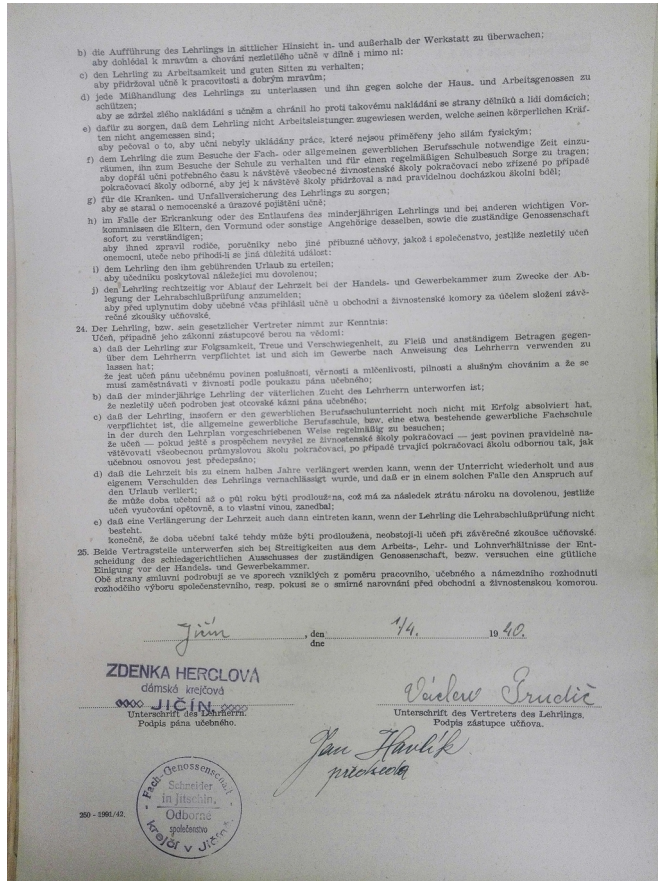 b) die Aufführung des Lehrlings in sittlicher Hinsicht in- und außerhalb der Werkstatt zu überwachen;
aby dohlédal k mravům a chování nezletilého učně v dílně i mimo ni:
c) den Lehrling zu Arbeitsamkeit und guten Sitten zu verhalten;
aby přidržoval učně k pracovitosti a dobrým mravům;
d) jede Mißhandlung des Lehrlings zu unterlassen und ihn gegen solche der Haus. und Arbeitsgenossen zu
schützen;
aby se zdržel zlého nakládání s učněm a chránil ho proti takovému nakládání se strany dělníků a lidí domácích;
e) dafür zu sorgen, daß dem Lehrling nicht Arbeitsleistungen zugewiesen werden, welche seinen körperlichen Kräf-
ten nicht angemessen sind;
aby pečoval o to, aby učni nebyly ukládány práce, které nejsou přiměřeny jeho silám fysickým;
f) dem Lehrling die zum Besuche der Fach- oder allgemeinen gewerblichen Berufsschule notwendige Zeit einzu-
räumen, ihn zum Besuche der Schule zu verhalten und für einen regelmäßigen Schulbesuch Sorge zu tragen;
aby dopřál učni potřebného času k návštěvě všeobecné živnostenské školy pokračovací nebo zřízené po případě
pokračovací školy odborné, aby jej k návštěvě školy přidržoval a nad pravidelnou docházkou školní bděl;
g) für die Kranken- und Unfallversicherung des Lehrlings zu sorgen;
aby se staral o nemocenské a úrazové pojištění učně;
h) im Falle der Erkrankung oder des Entlaufens des minderjährigen Lehrlings und bei anderen wichtigen Vor-
kommnissen die Eltern, den Vormund oder sonstige Angehörige desselben, sowie die zuständige Genossenschaft
sofort zu verständigen;
aby ihned zpravil rodiče, poručníky nebo jiné příbuzné učňovy, jakož i společenstvo, jestliže nezletilý učeň
onemocní, uteče nebo přihodí-li se jiná důležitá událost:
i) dem Lehrling den ihm gebührenden Urlaub zu erteilen;
aby učedníku poskytoval náležející mu dovolenou;
j) den Lehrling rechtzeitig vor Ablauf der Lehrzeit bei der Handels- und Gewerbekammer zum Zwecke der Ab-
legung der Lehrabschlußprüfung anzumelden;
aby před uplynutím doby učebné včas přihlásil učně u obchodní a živnostenské komory za účelem složení závě-
rečné zkoušky učňovské.
24. Der Lehrling, bzw. sein gesetzlicher Vertreter nimmt zur Kenntnis:
Učeň, případně jeho zákonní zástupcové berou na vědomí:
a) daß der Lehrling zur Folgsamkeit, Treue und Verschwiegenheit, zu Fleiß und anständigem Betragen gegen-
über dem Lehrherrn verpflichtet ist und sich im Gewerbe nach Anweisung des Lehrherrn verwenden zu
lassen hat;
že jest učeň pánu učebnému povinen poslušností, věrností a mlčenlivostí, pilností a slušným chováním a že se
musí zaměstnávati v živnosti podle poukazu pána učebného;
b) daß der minderjährige Lehrling der väterlichen Zucht des Lehrherrn unterworfen ist;
že nezletilý učeň podroben jest otcovské kázni pána učebného;
c) daß der Lehrling, insofern er den gewerblichen Berufsschulunterricht noch nicht mit Erfolg absolviert hat,
verpflichtet ist, die allgemeine gewerbliche Berufsschule, bzw. eine etwa bestehende gewerbliche Fachschule
in der durch den Lehrplan vorgeschriebenen Weise regelmäßig zu besuchen;
že učeň — pokud ještě s prospěchem nevyšel ze živnostenské školy pokračovací — jest povinen pravidelně na-
vštěvovati všeobecnou průmyslovou školu pokračovací, po případě trvající pokračovací školu odbornou tak, jak
učebnou osnovou jest předepsáno;
d) daß die Lehrzeit bis zu einem halben Jahre verlängert werden kann, wenn der Unterricht wiederholt und aus
eigenem Verschulden des Lehrlings vernachlässigt wurde, und daß er in einem solchen Falle den Anspruch auf
den Urlaub verliert;
že může doba učební až o půl roku býti prodloužena, což má za následek ztrátu nároku na dovolenou, jestliže
učeň vyučování opětovně, a to vlastní vinou, zanedbal;
e) daß eine Verlängerung der Lehrzeit auch dann eintreten kann, wenn der Lehrling die Lehrabschlußprüfung nicht
besteht.
konečně, že doba učební také tehdy může býti prodloužena, neobstojí-li učeň při závěrečné zkoušce učňovské.
25. Beide Vertragsteile unterwerfen sich bei Streitigkeiten aus dem Arbeits-, Lehr- und Lohnverhältnisse der Ent-
scheidung des schiedsgerichtlichen Ausschusses der zuständigen Genossenschaft, bezw. versuchen eine gütliche
Einigung vor der Handels- und Gewerbekammer.
Obě strany smluvní podrobují se ve sporech vzniklých z poměru pracovního, učebného a námezdního rozhodnutí
rozhodčího výboru společenstevního, resp. pokusí se o smírné narovnání před obchodní a živnostenskou komorou.
Jičín, den 1/4. 1940.
dne
ZDENKA HERCLOVÁ
dámská krejčová
JIČÍN
Unterschrift des Lehrherrn.
Podpis pána učebného.
Václav
Unterschrift des Vertreters des Lehrlings.
Podpis zástupce učňova.
Jan Havlík
předseda
Fach-Genossenschaft
Schneider
in Jitschin.
Odborné
společenstvo
krejčí v Jičíně.
250 - 1991/42.